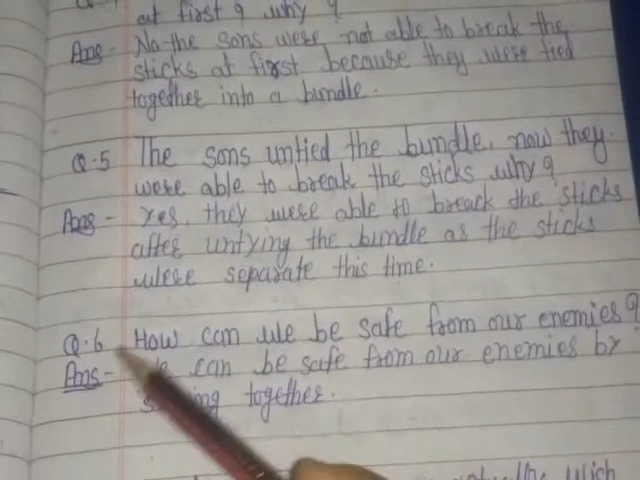 at first ? why ?
Ans - No the sons were not able to break the
sticks at first because they were tied
together into a bundle.
Q.5 The sons untied the bundle, now they
were able to break the sticks why ?
Ans - Yes, they were able to break the sticks
after untying the bundle as the sticks
were separate this time.
Q.6 How can we be safe from our enemies ?
Ans - can be safe from our enemies by
together.